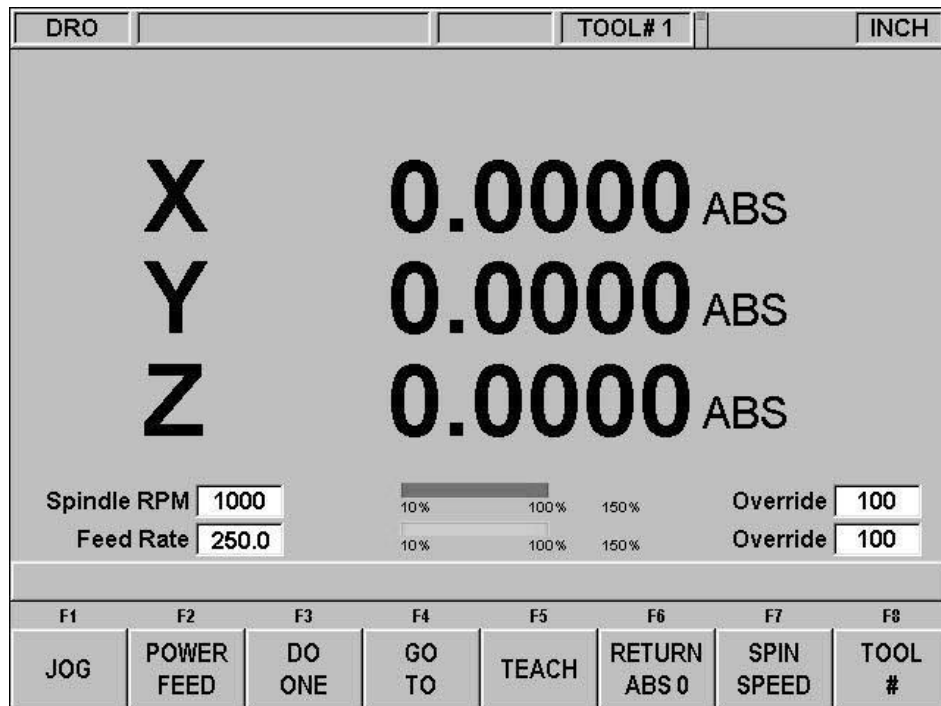 DRO TOOL# 1 INCH
X 0.0000 ABS
Y 0.0000 ABS
Z 0.0000 ABS
Spindle RPM 1000 10% 100% 150% Override 100
Feed Rate 250.0 10% 100% 150% Override 100
F1 F2 F3 F4 F5 F6 F7 F8
JOG POWER FEED DO ONE GO TO TEACH RETURN ABS 0 SPIN SPEED TOOL #